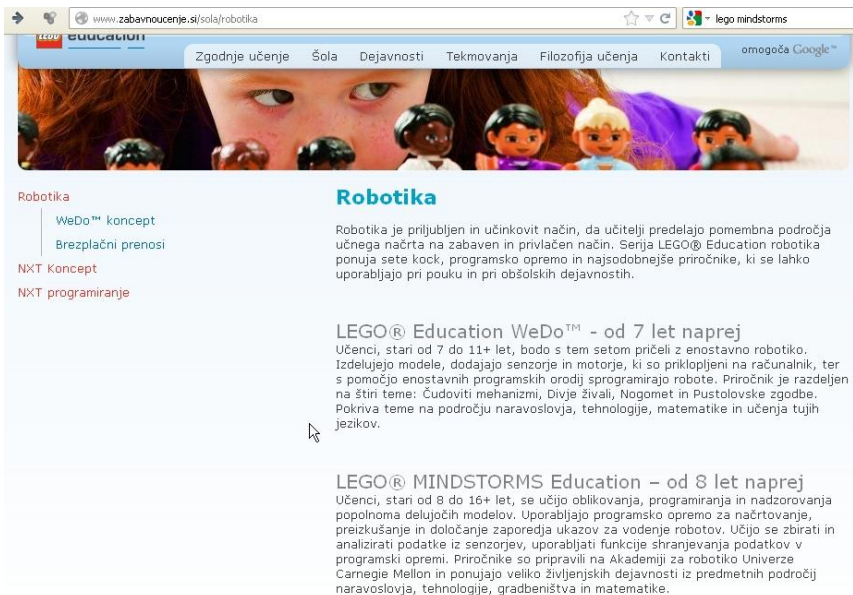 www.zabavnoucenje.si/sola/robotika
lego mindstorms
LEGO education
Zgodnje učenje Šola Dejavnosti Tekmovanja Filozofija učenja Kontakti
omogoča Google™
Robotika
WeDo™ koncept
Brezplačni prenosi
NXT Koncept
NXT programiranje
Robotika
Robotika je priljubljen in učinkovit način, da učitelji predelajo pomembna področja
učnega načrta na zabaven in privlačen način. Serija LEGO® Education robotika
ponuja sete kock, programsko opremo in najsodobnejše priročnike, ki se lahko
uporabljajo pri pouku in pri obšolskih dejavnostih.
LEGO® Education WeDo™ - od 7 let naprej
Učenci, stari od 7 do 11+ let, bodo s tem setom pričeli z enostavno robotiko.
Izdelujejo modele, dodajajo senzorje in motorje, ki so priklopljeni na računalnik, ter
s pomočjo enostavnih programskih orodij sprogramirajo robote. Priročnik je razdeljen
na štiri teme: Čudoviti mehanizmi, Divje živali, Nogomet in Pustolovske zgodbe.
Pokriva teme na področju naravoslovja, tehnologije, matematike in učenja tujih
jezikov.
LEGO® MINDSTORMS Education – od 8 let naprej
Učenci, stari od 8 do 16+ let, se učijo oblikovanja, programiranja in nadzorovanja
popolnoma delujočih modelov. Uporabljajo programsko opremo za načrtovanje,
preizkušanje in določanje zaporedja ukazov za vodenje robotov. Učijo se zbirati in
analizirati podatke iz senzorjev, uporabljati funkcije shranjevanja podatkov v
programski opremi. Priročnike so pripravili na Akademiji za robotiko Univerze
Carnegie Mellon in ponujajo veliko življenjskih dejavnosti iz predmetnih področij
naravoslovja, tehnologije, gradbeništva in matematike.